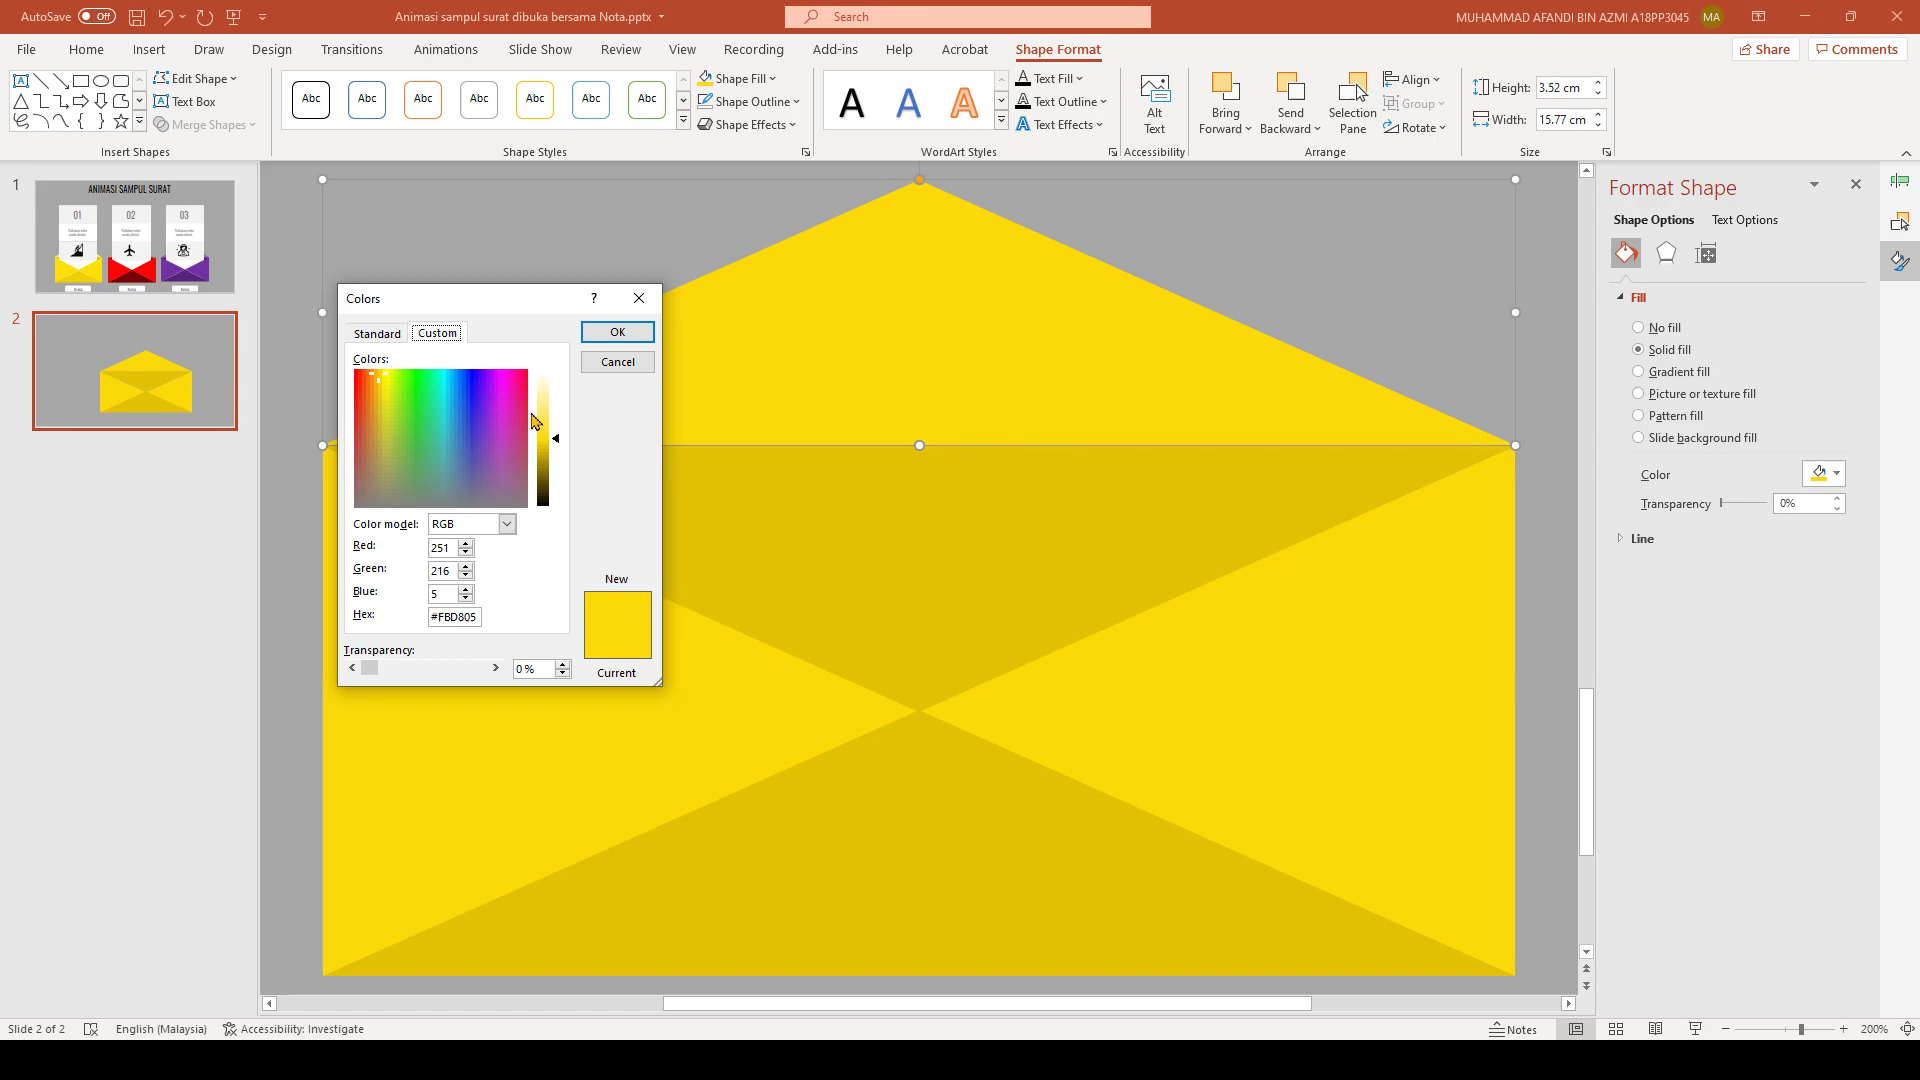 AutoSave Off
Animasi sampul surat dibuka bersama Nota.pptx
Search
MUHAMMAD AFANDI BIN AZMI A18PP3045
MA
File Home Insert Draw Design Transitions Animations Slide Show Review View Recording Add-ins Help Acrobat Shape Format
Share
Comments
Edit Shape
Text Box
Merge Shapes
Insert Shapes
Abc Abc Abc Abc Abc Abc Abc
Shape Fill
Shape Outline
Shape Effects
Shape Styles
A A A
Text Fill
Text Outline
Text Effects
WordArt Styles
Alt
Text
Accessibility
Bring
Forward
Send
Backward
Selection
Pane
Align
Group
Rotate
Arrange
Height: 3.52 cm
Width: 15.77 cm
Size
1
ANIMASI SAMPUL SURAT
01 02 03
2
Colors
?
Standard
Custom
OK
Cancel
Colors:
Color model: RGB
Red: 251
Green: 216
Blue: 5
Hex: #FBD805
New
Current
Transparency:
0 %
Format Shape
Shape Options
Text Options
Fill
No fill
Solid fill
Gradient fill
Picture or texture fill
Pattern fill
Slide background fill
Color
Transparency 0%
Line
Slide 2 of 2
English (Malaysia)
Accessibility: Investigate
Notes
200%